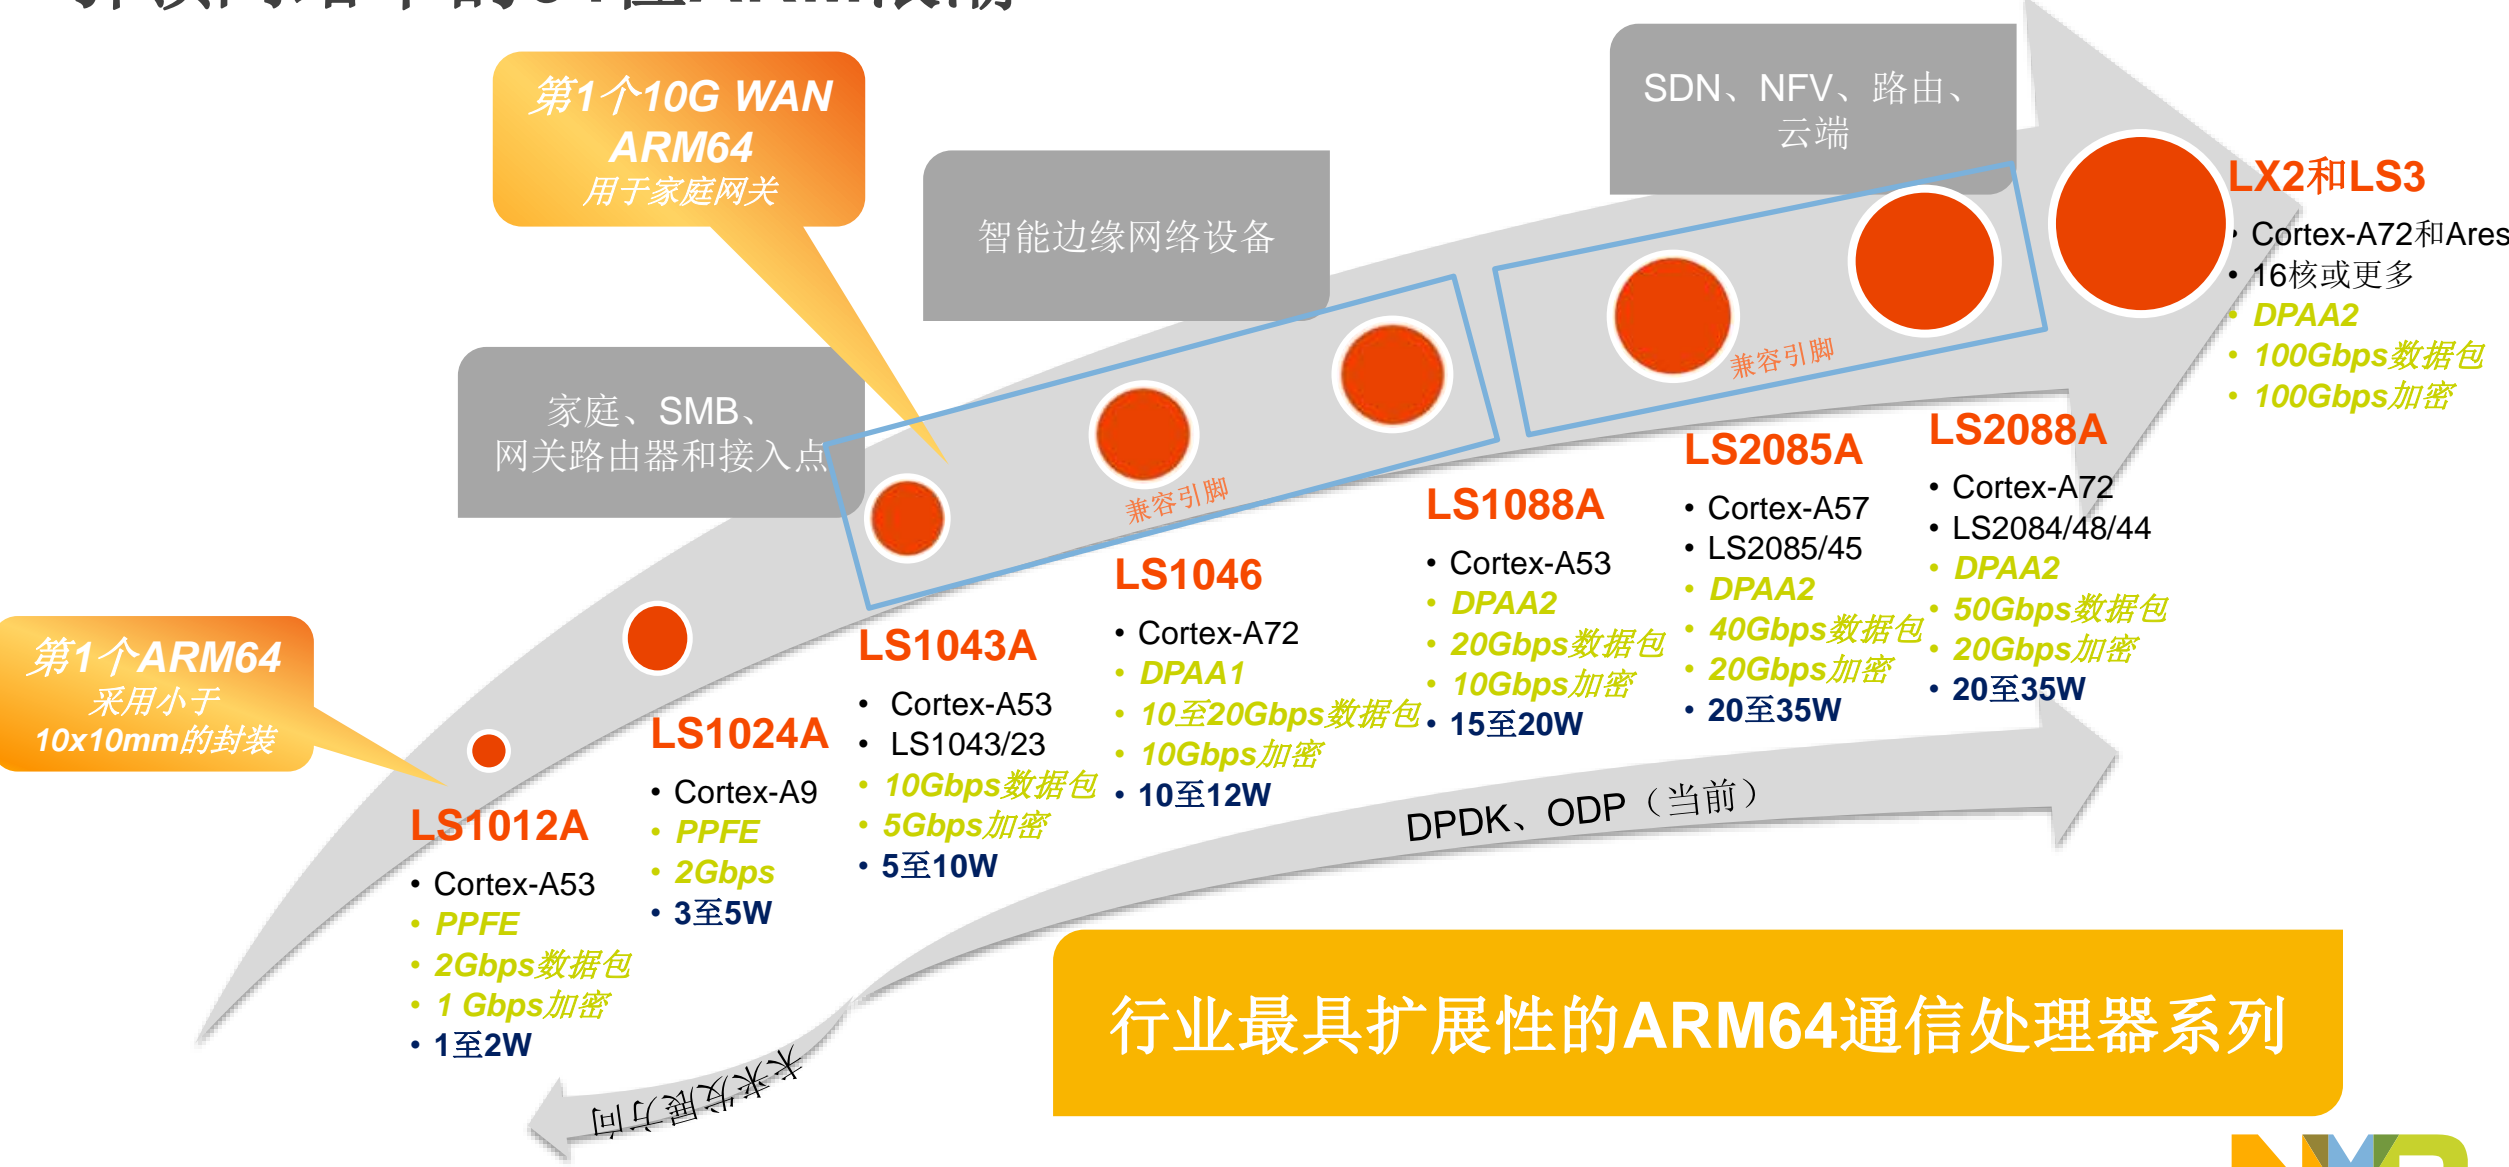 第1个10G WAN
ARM64
用于家庭网关
SDN、NFV、路由、
云端
智能边缘网络设备
家庭、SMB、
网关路由器和接入点
第1个ARM64
采用小于
10x10mm的封装
兼容引脚
兼容引脚
LS1012A
• Cortex-A53
• PPFE
• 2Gbps数据包
• 1 Gbps加密
• 1至2W
LS1024A
• Cortex-A9
• PPFE
• 2Gbps
• 3至5W
LS1043A
• Cortex-A53
• LS1043/23
• 10Gbps数据包
• 5Gbps加密
• 5至10W
LS1046
• Cortex-A72
• DPAA1
• 10至20Gbps数据包
• 10Gbps加密
• 10至12W
LS1088A
• Cortex-A53
• DPAA2
• 20Gbps数据包
• 10Gbps加密
• 15至20W
LS2085A
• Cortex-A57
• LS2085/45
• DPAA2
• 40Gbps数据包
• 20Gbps加密
• 20至35W
LS2088A
• Cortex-A72
• LS2084/48/44
• DPAA2
• 50Gbps数据包
• 20Gbps加密
• 20至35W
LX2和LS3
• Cortex-A72和Ares
• 16核或更多
• DPAA2
• 100Gbps数据包
• 100Gbps加密
DPDK、ODP（当前）
未来发展方向
行业最具扩展性的ARM64通信处理器系列